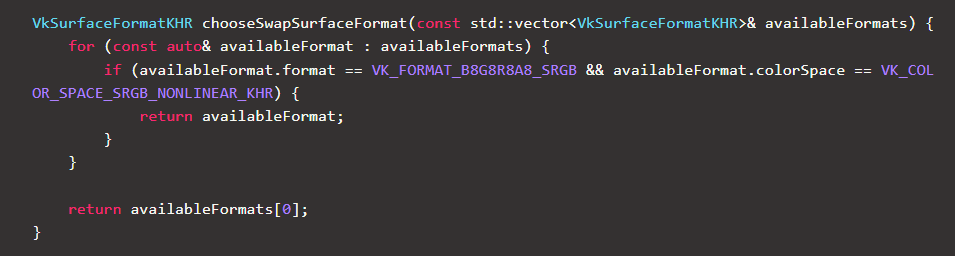 VkSurfaceFormatKHR chooseSwapSurfaceFormat(const std::vector<VkSurfaceFormatKHR>& availableFormats) {
    for (const auto& availableFormat : availableFormats) {
        if (availableFormat.format == VK_FORMAT_B8G8R8A8_SRGB && availableFormat.colorSpace == VK_COL
OR_SPACE_SRGB_NONLINEAR_KHR) {
            return availableFormat;
        }
    }

    return availableFormats[0];
}